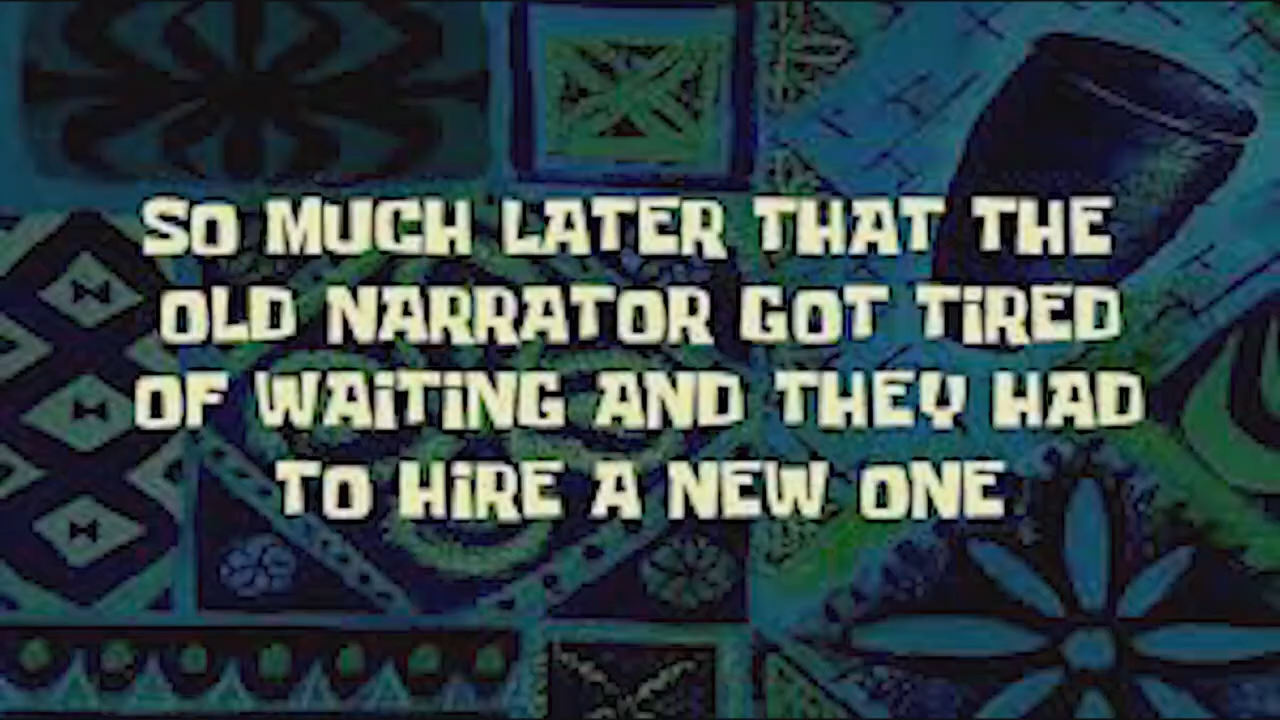 SO MUCH LATER THAT THE
OLD NARRATOR GOT TiRED
OF WAiTiNG AND THEY HAD
TO HiRE A NEW ONE